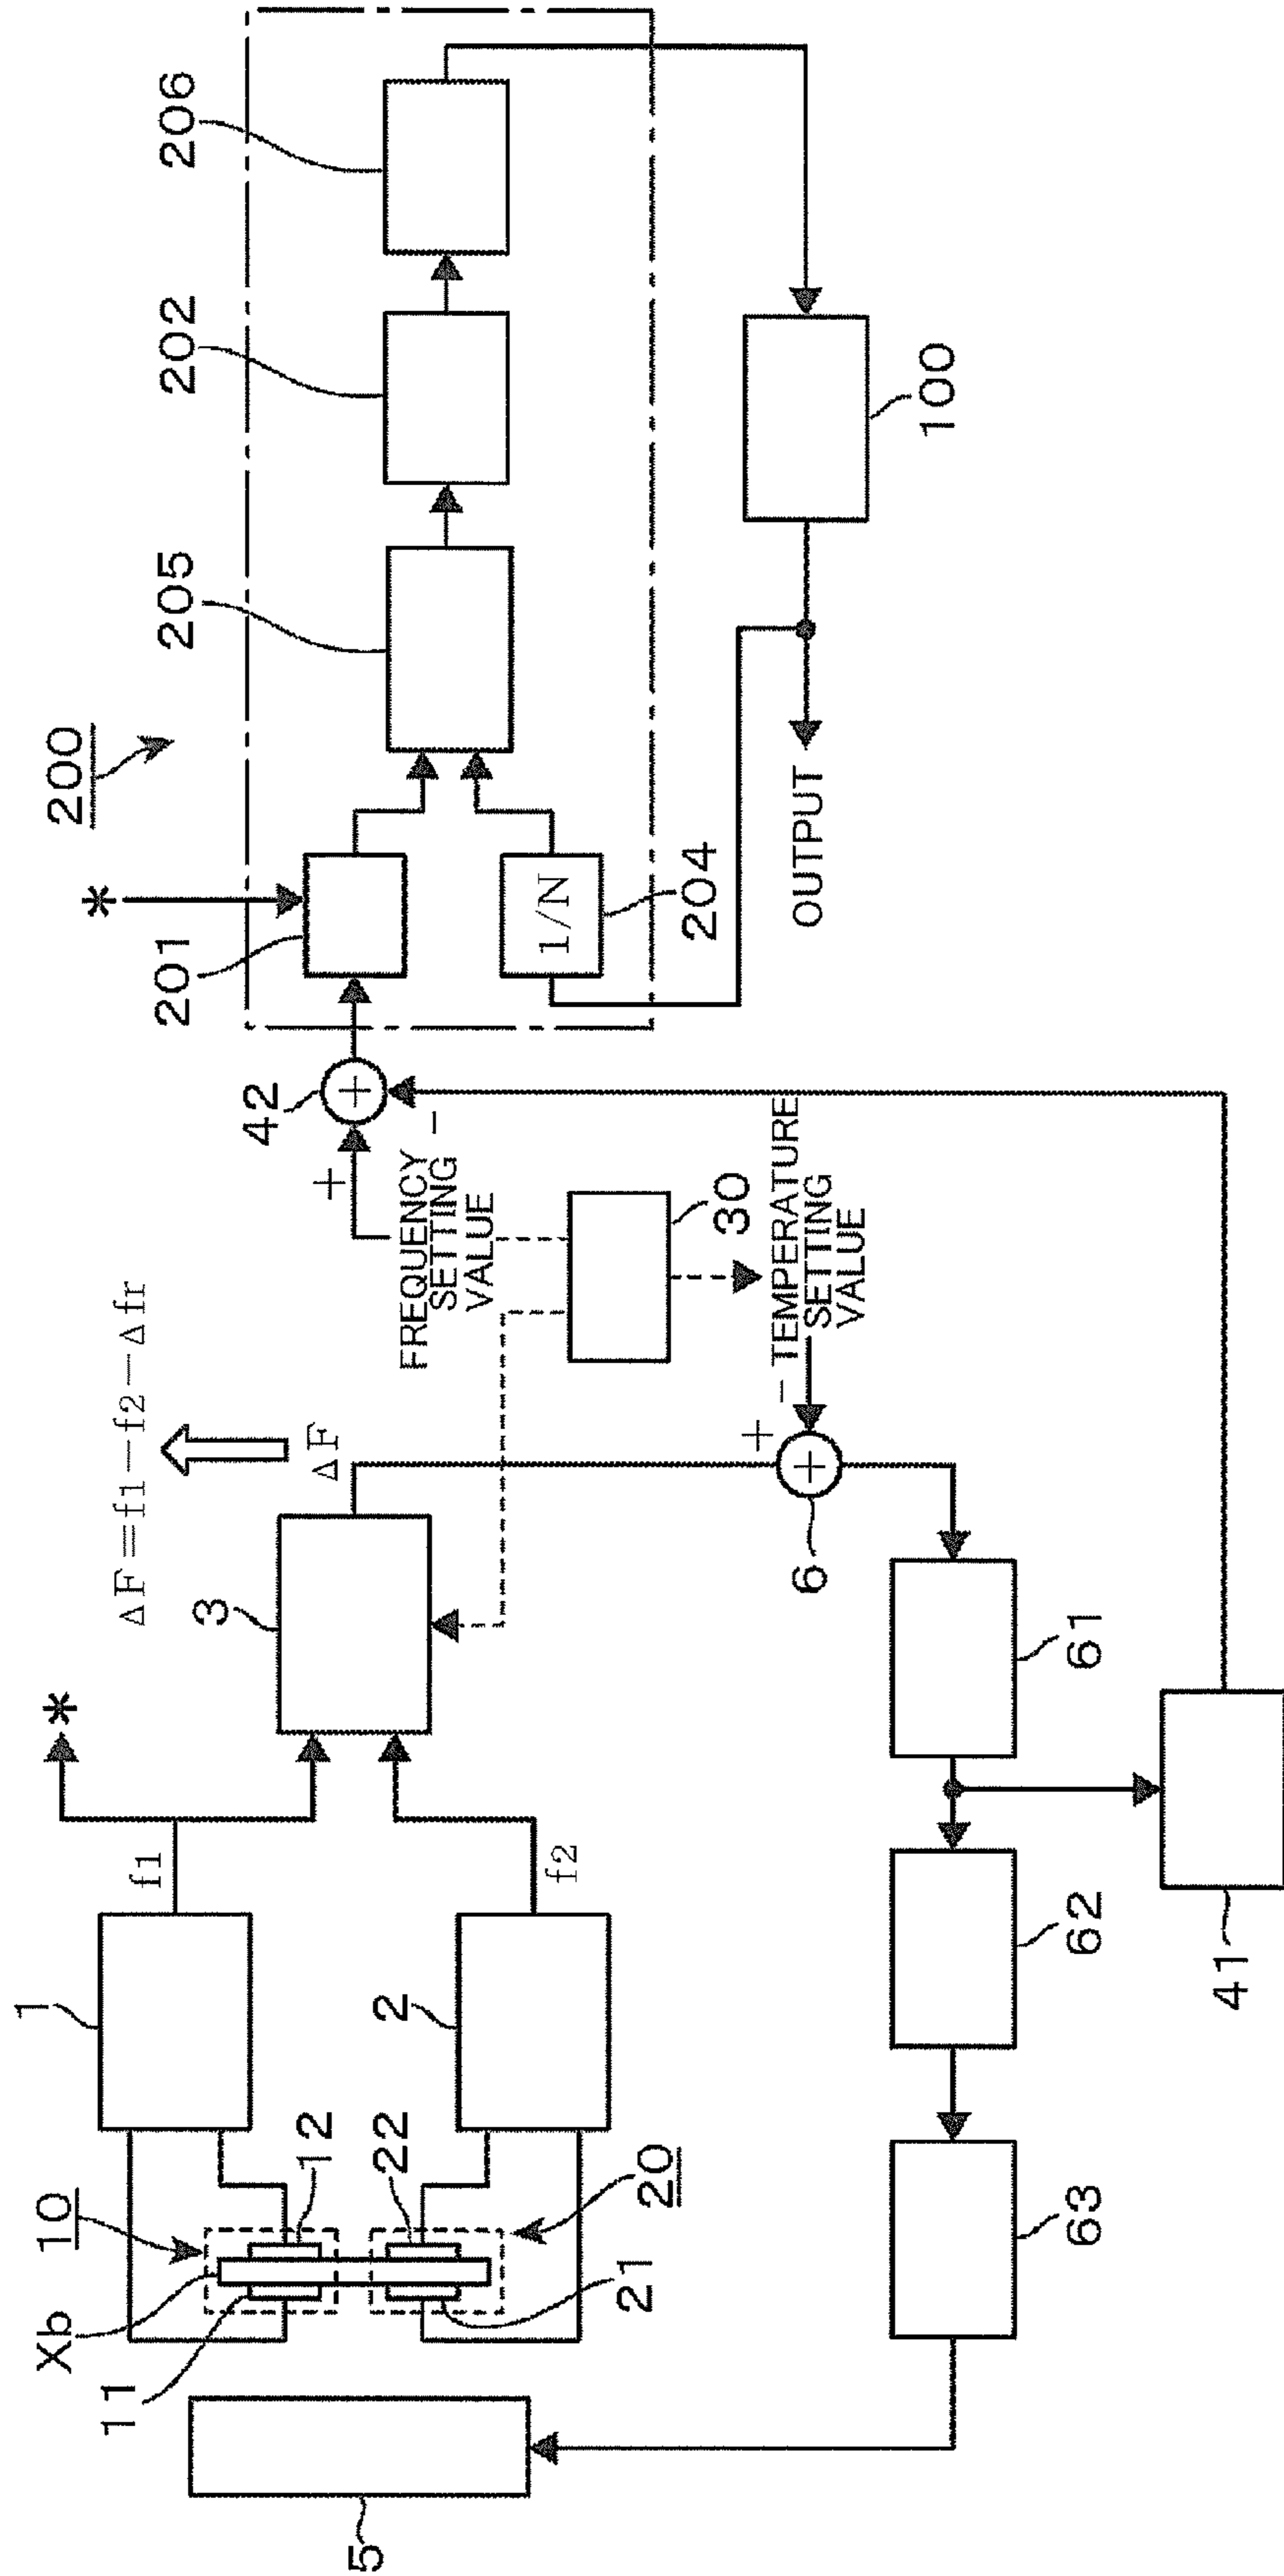 200
*
201
42
205
202
206
1/N
204
OUTPUT
100
ΔF=f1−f2−Δfr
ΔF
+
−
+
FREQUENCY
SETTING
VALUE
30
TEMPERATURE
SETTING
VALUE
−
+
+
6
3
*
f1
f2
1
2
10
12
22
20
Xb
11
21
5
61
62
63
41